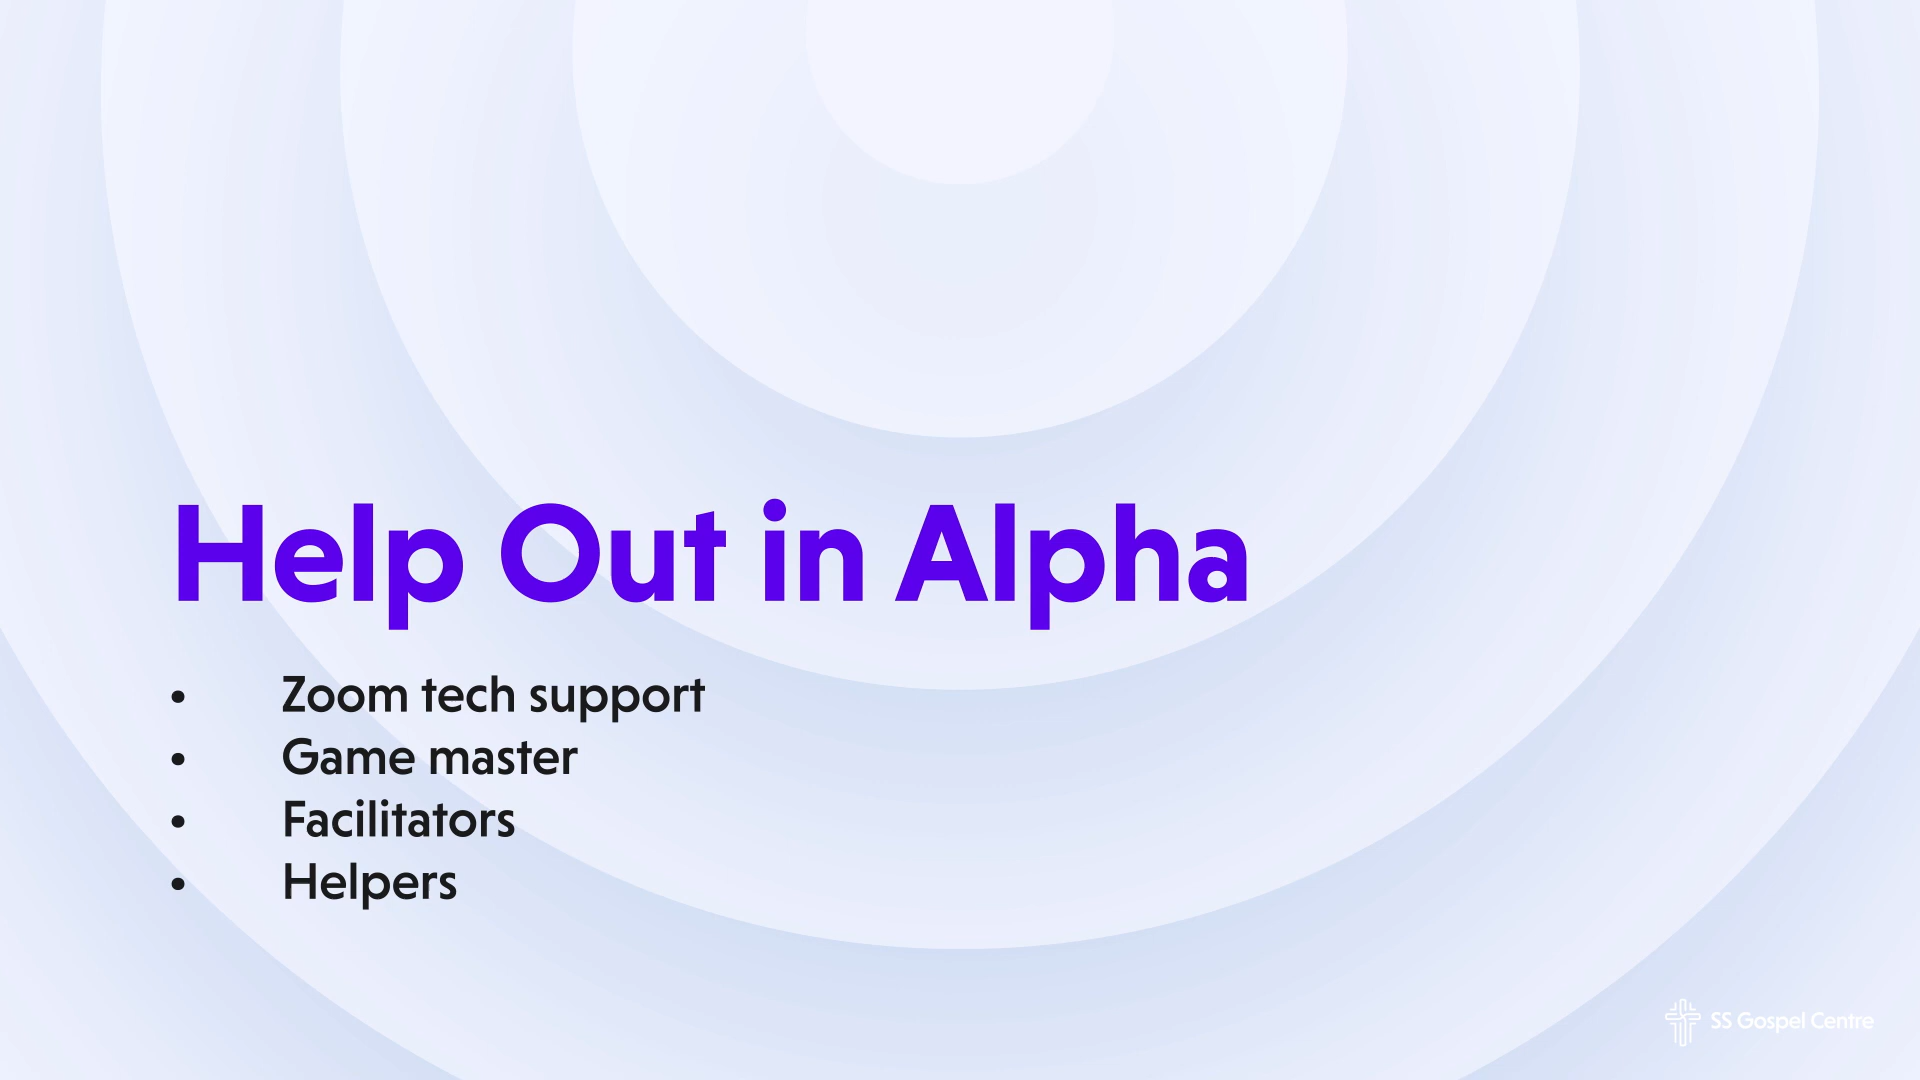 Help Out in Alpha
• Zoom tech support
• Game master
• Facilitators
• Helpers
SS Gospel Centre